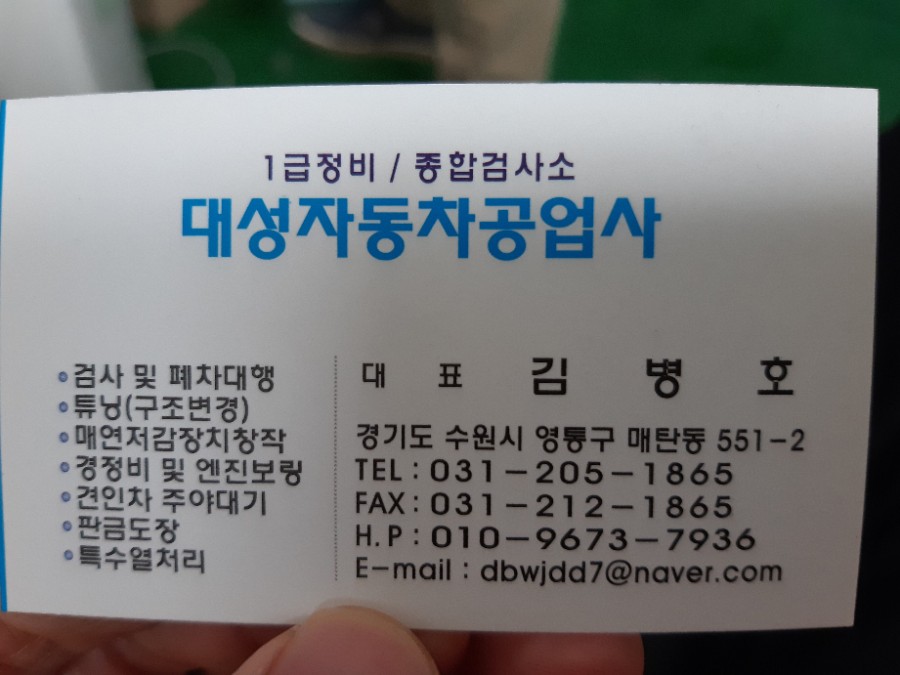 1급정비 / 종합검사소
대성자동차공업사
•검사 및 폐차대행
•튜닝(구조변경)
•매연저감장치창작
•경정비 및 엔진보링
•견인차 주야대기
•판금도장
•특수열처리
대 표 김 병 호
경기도 수원시 영통구 매탄동 551-2
TEL : 031-205-1865
FAX : 031-212-1865
H.P : 010-9673-7936
E-mail : dbwjdd7@naver.com